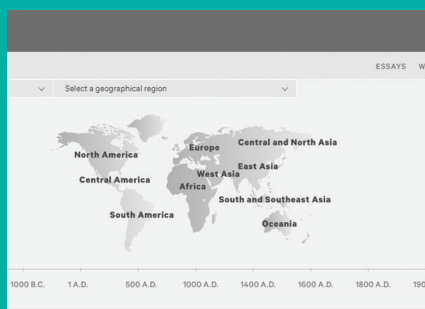 ESSAYS W
Select a geographical region
North America
Europe
Central and North Asia
East Asia
West Asia
Central America
Africa
South and Southeast Asia
South America
Oceania
1000 B.C. 1 A.D. 500 A.D. 1000 A.D. 1400 A.D. 1600 A.D. 1800 A.D. 190